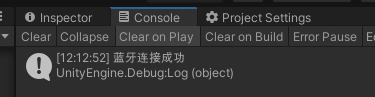 Inspector Console Project Settings
Clear Collapse Clear on Play Clear on Build Error Pause
[12:12:52] 蓝牙连接成功
UnityEngine.Debug:Log (object)